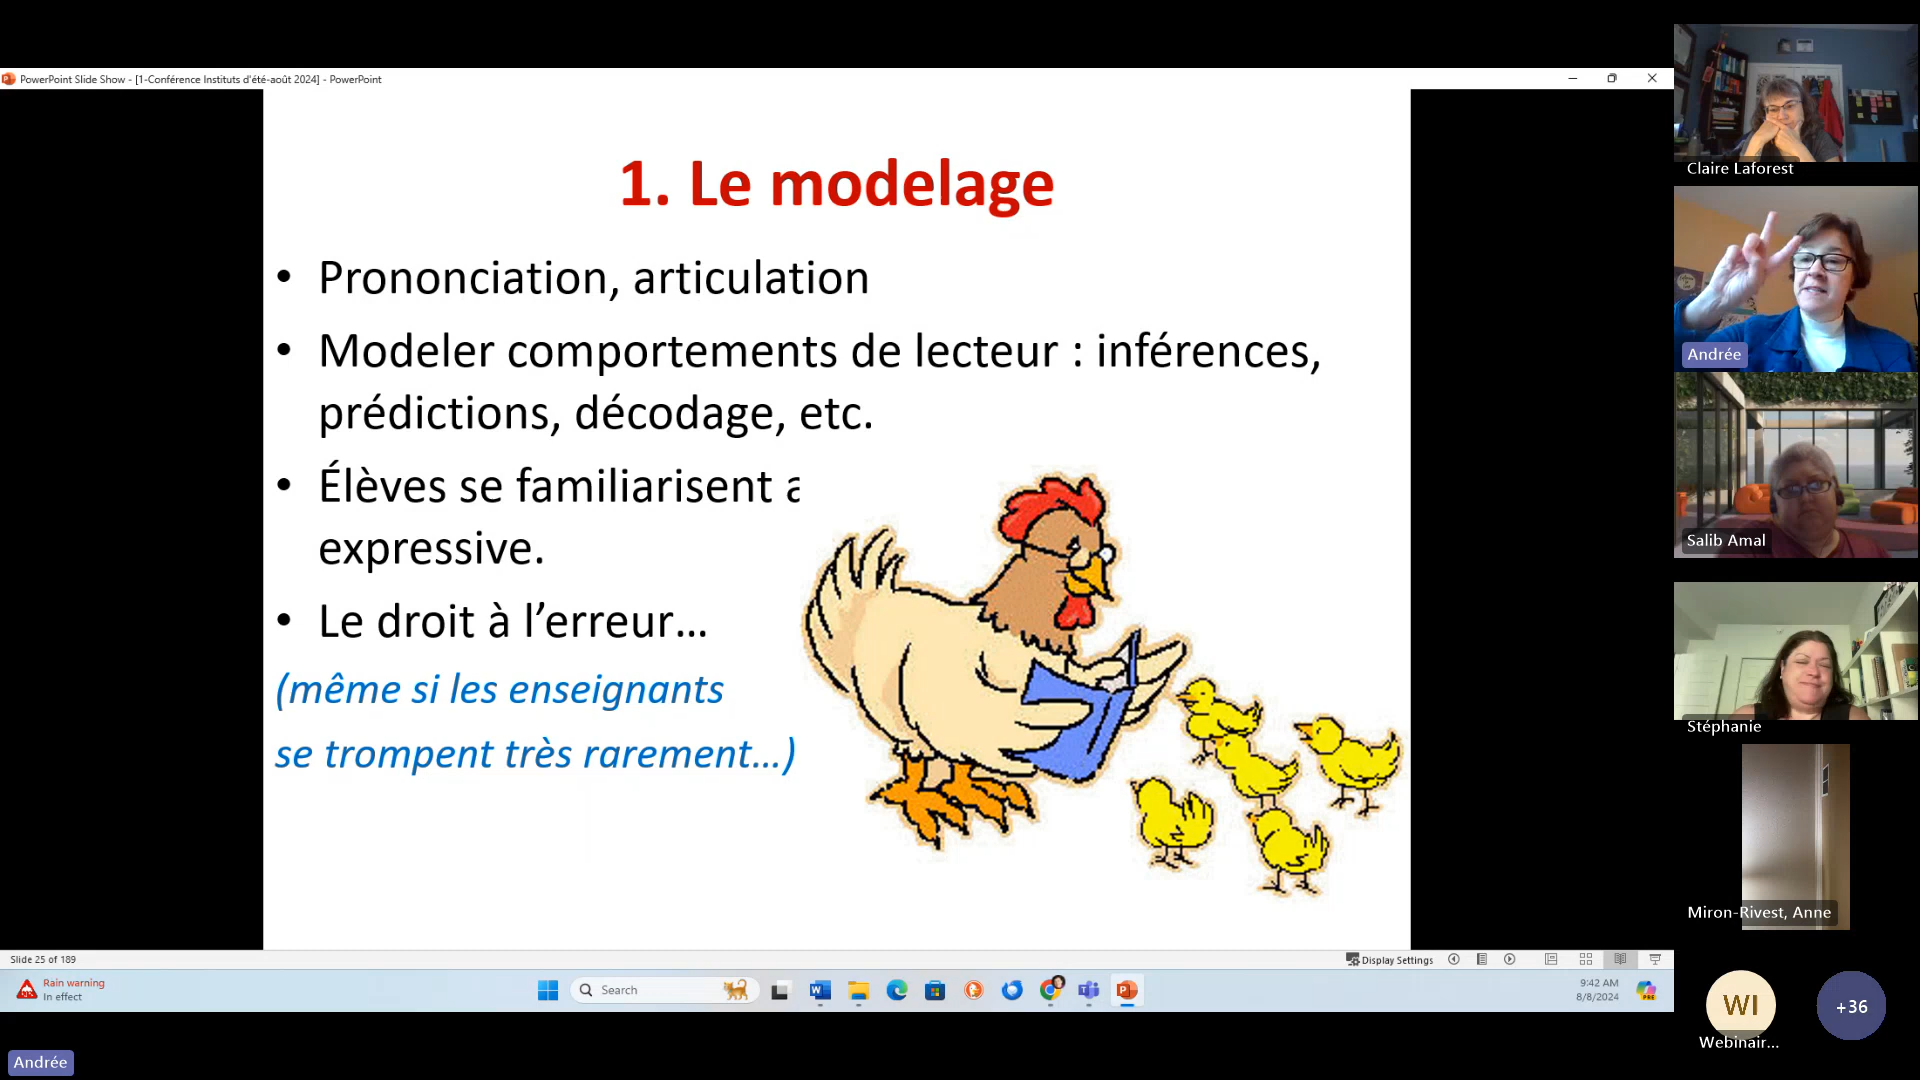 PowerPoint Slide Show - [1-Conférence Instituts d'été-août 2024] - PowerPoint
1. Le modelage
• Prononciation, articulation
• Modeler comportements de lecteur : inférences,
prédictions, décodage, etc.
• Élèves se familiarisent a
expressive.
• Le droit à l’erreur…
(même si les enseignants
se trompent très rarement…)
Slide 25 of 189
Display Settings
Rain warning
In effect
Search
9:42 AM
8/8/2024
Claire Laforest
Andrée
Salib Amal
Stéphanie
Miron-Rivest, Anne
WI
Webinair...
+36
Andrée